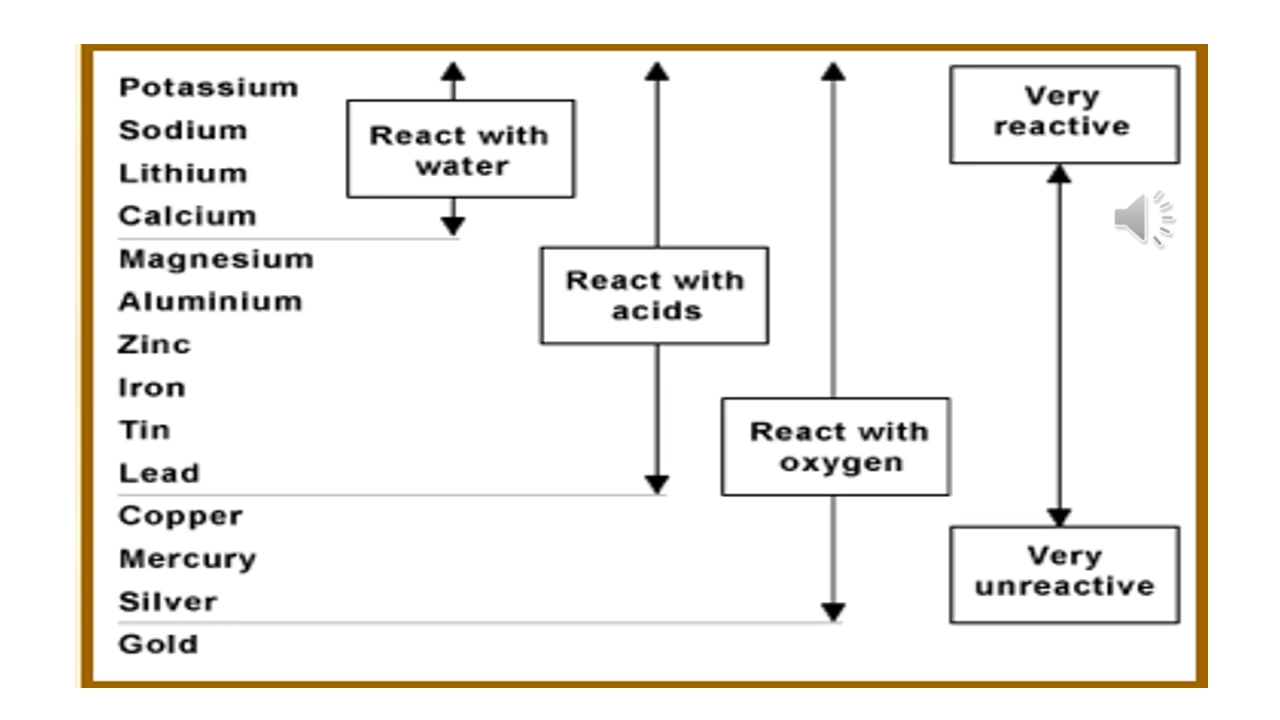 Potassium
Sodium
Lithium
Calcium
Magnesium
Aluminium
Zinc
Iron
Tin
Lead
Copper
Mercury
Silver
Gold
React with
water
React with
acids
React with
oxygen
Very
reactive
Very
unreactive